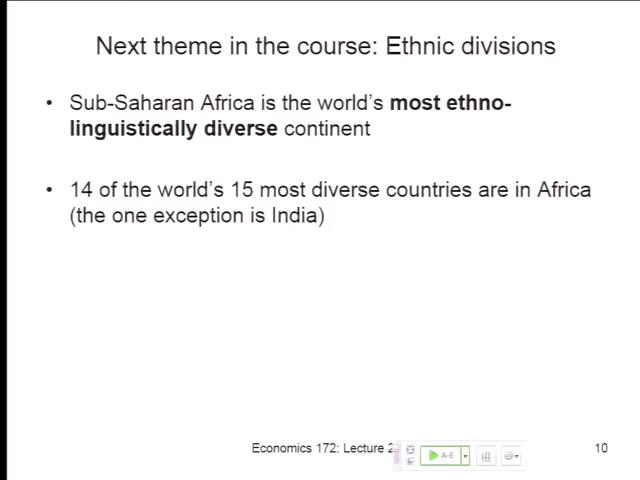 Next theme in the course: Ethnic divisions
• Sub-Saharan Africa is the world's most ethno-
linguistically diverse continent
• 14 of the world's 15 most diverse countries are in Africa
(the one exception is India)
Economics 172: Lecture 2
A-E
10